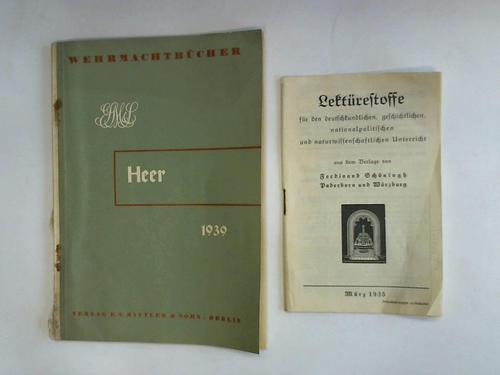 WEHRMACHTBÜCHER
Heer
1939
VERLAG E.S. MITTLER & SOHN · BERLIN
Lektürestoffe
für den deutschkundlichen, geschichtlichen,
nationalpolitischen
und naturwissenschaftlichen Unterricht
aus dem Verlage von
Ferdinand Schöningh
Paderborn und Würzburg
März 1935